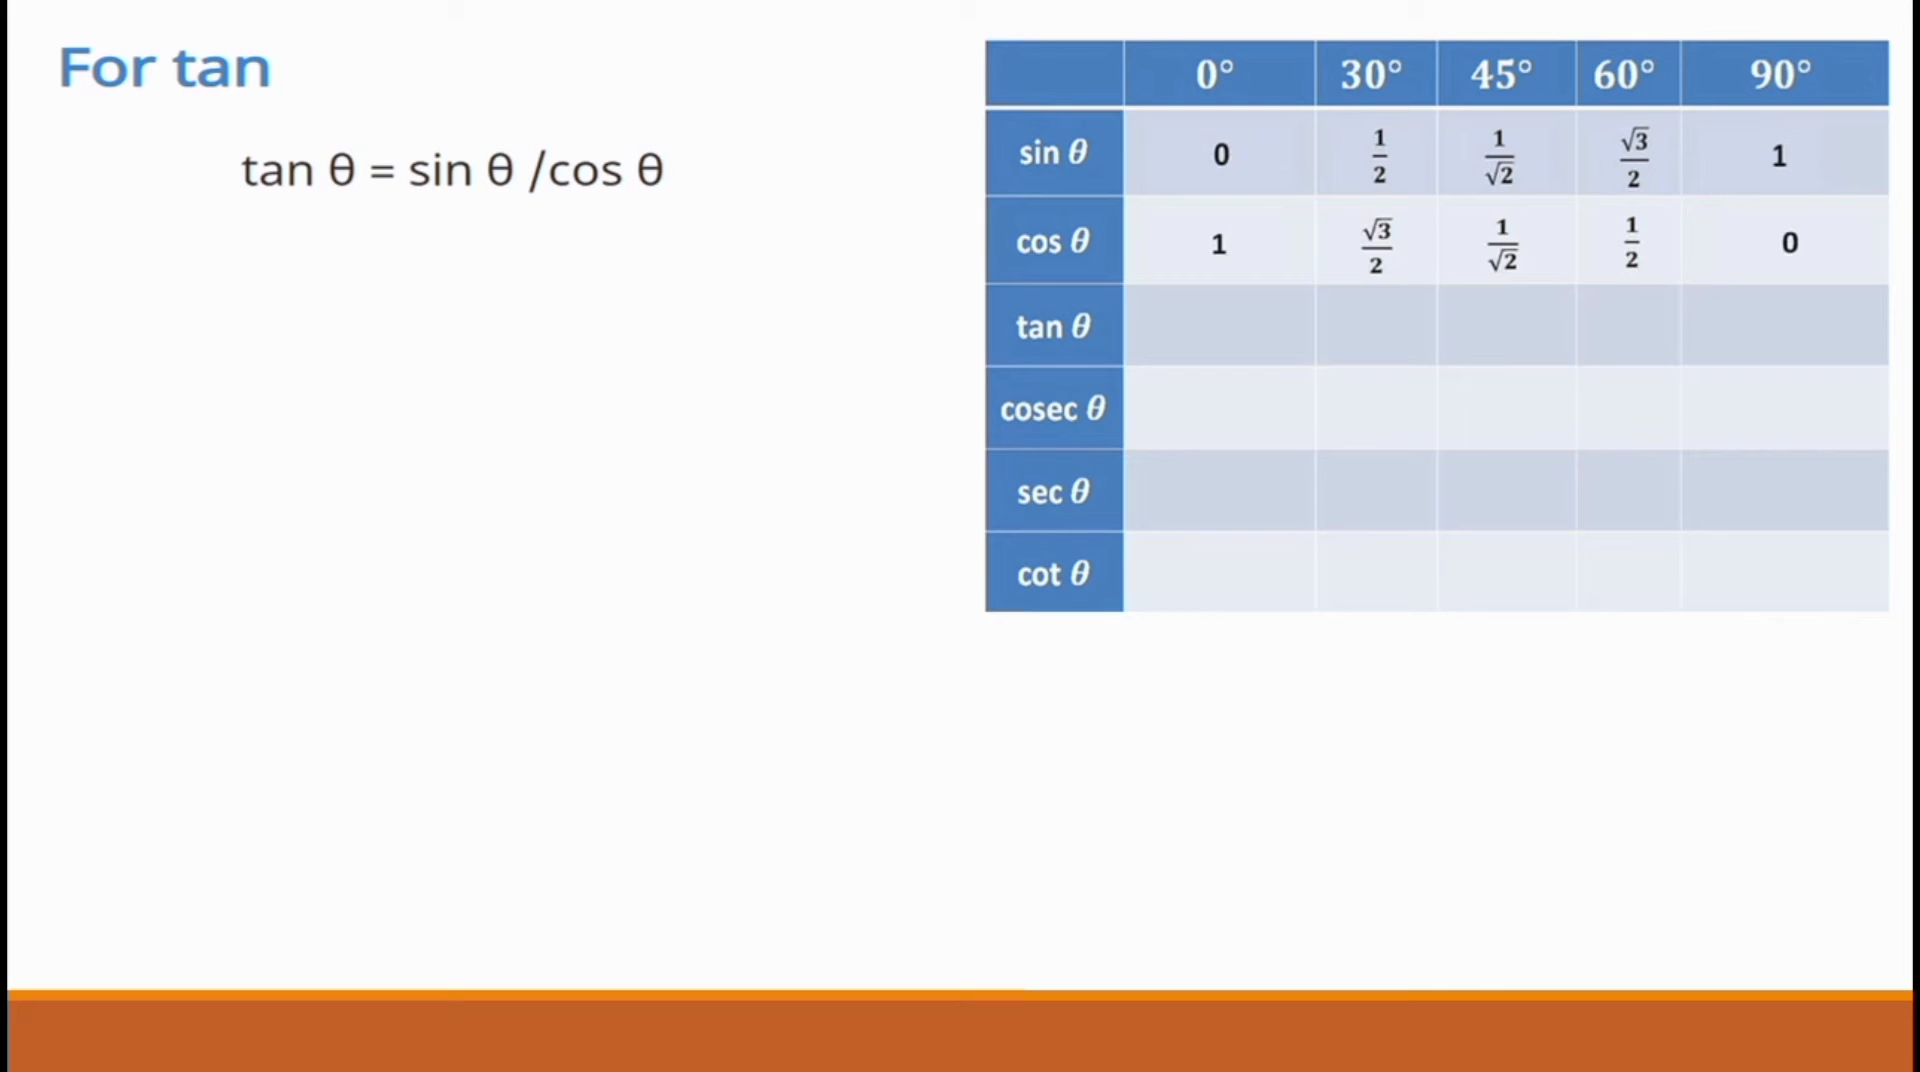 For tan
tan θ = sin θ /cos θ
0° 30° 45° 60° 90°
sin θ 0 1/2 1/√2 √3/2 1
cos θ 1 √3/2 1/√2 1/2 0
tan θ
cosec θ
sec θ
cot θ